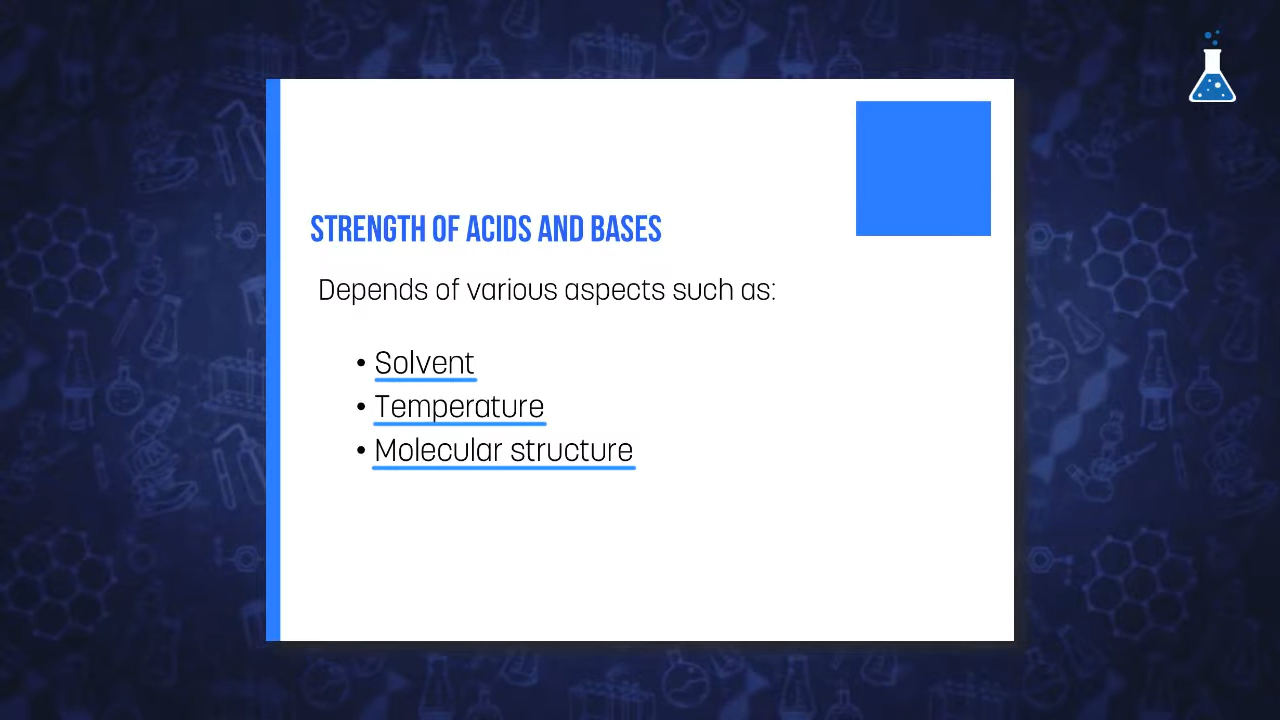 STRENGTH OF ACIDS AND BASES
Depends of various aspects such as:
• Solvent
• Temperature
• Molecular structure